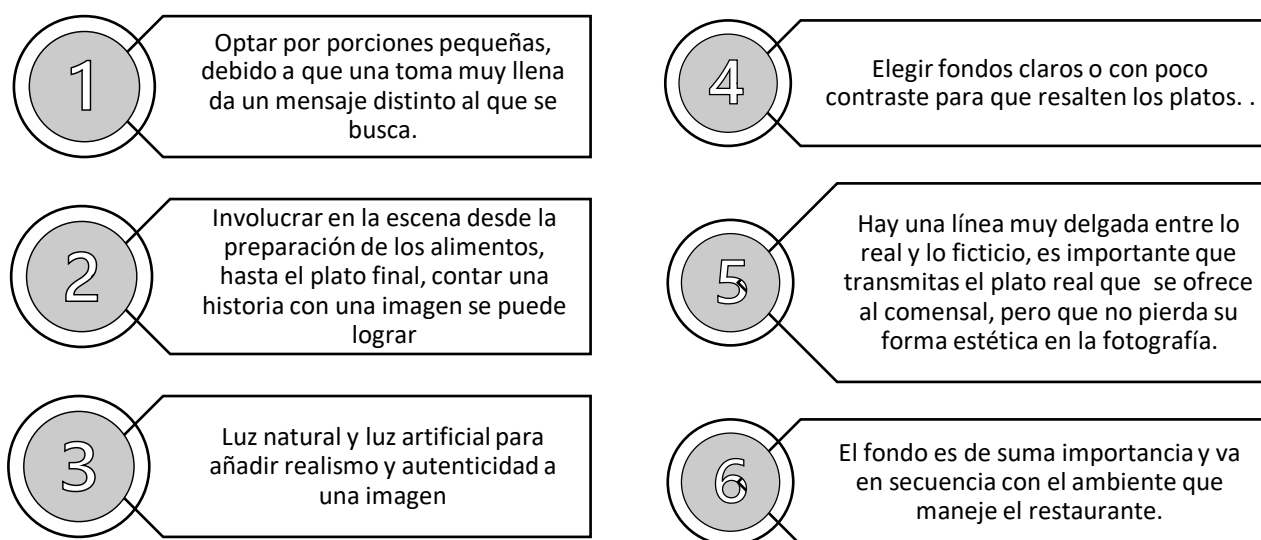 1
Optar por porciones pequeñas,
debido a que una toma muy llena
da un mensaje distinto al que se
busca.
2
Involucrar en la escena desde la
preparación de los alimentos,
hasta el plato final, contar una
historia con una imagen se puede
lograr
3
Luz natural y luz artificial para
añadir realismo y autenticidad a
una imagen
4
Elegir fondos claros o con poco
contraste para que resalten los platos. .
5
Hay una línea muy delgada entre lo
real y lo ficticio, es importante que
transmitas el plato real que  se ofrece
al comensal, pero que no pierda su
forma estética en la fotografía.
6
El fondo es de suma importancia y va
en secuencia con el ambiente que
maneje el restaurante.